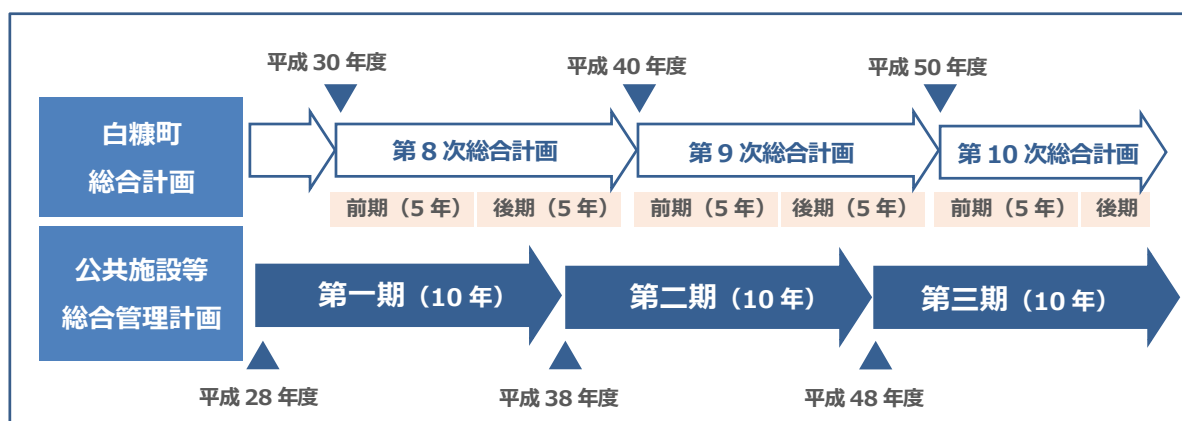 平成 30 年度
平成 40 年度
平成 50 年度
白糠町
総合計画
第 8 次総合計画
第 9 次総合計画
第 10 次総合計画
前期（5 年）
後期（5 年）
前期（5 年）
後期（5 年）
前期（5 年）
後期
公共施設等
総合管理計画
第一期（10 年）
第二期（10 年）
第三期（10 年）
平成 28 年度
平成 38 年度
平成 48 年度